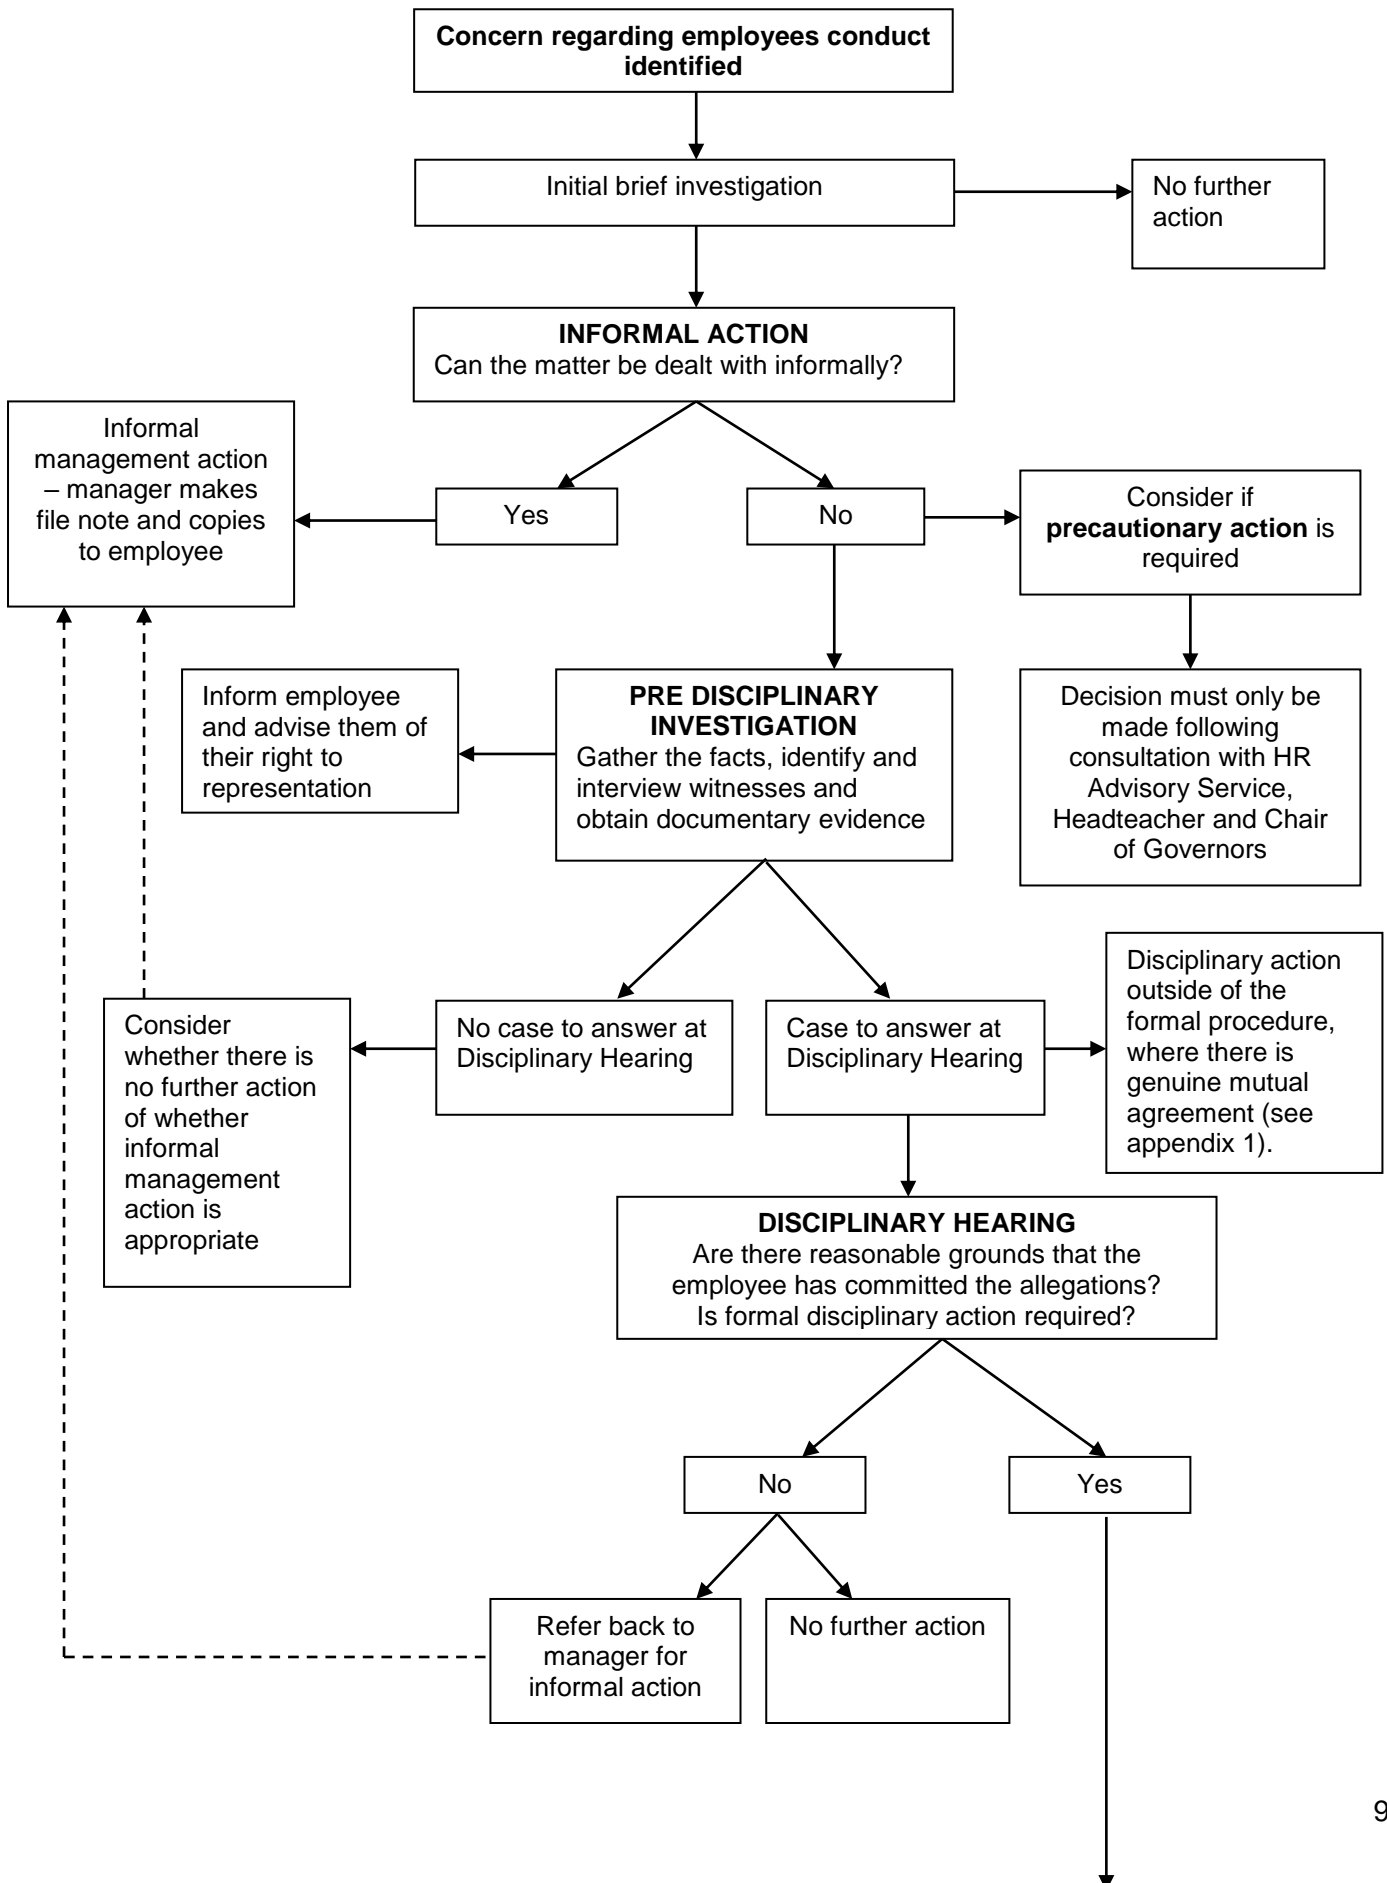 Concern regarding employees conduct
identified
Initial brief investigation
No further
action
INFORMAL ACTION
Can the matter be dealt with informally?
Informal
management action
– manager makes
file note and copies
to employee
Yes
No
Consider if
precautionary action is
required
Inform employee
and advise them of
their right to
representation
PRE DISCIPLINARY
INVESTIGATION
Gather the facts, identify and
interview witnesses and
obtain documentary evidence
Decision must only be
made following
consultation with HR
Advisory Service,
Headteacher and Chair
of Governors
Consider
whether there is
no further action
of whether
informal
management
action is
appropriate
No case to answer at
Disciplinary Hearing
Case to answer at
Disciplinary Hearing
Disciplinary action
outside of the
formal procedure,
where there is
genuine mutual
agreement (see
appendix 1).
DISCIPLINARY HEARING
Are there reasonable grounds that the
employee has committed the allegations?
Is formal disciplinary action required?
No
Yes
Refer back to
manager for
informal action
No further action
9